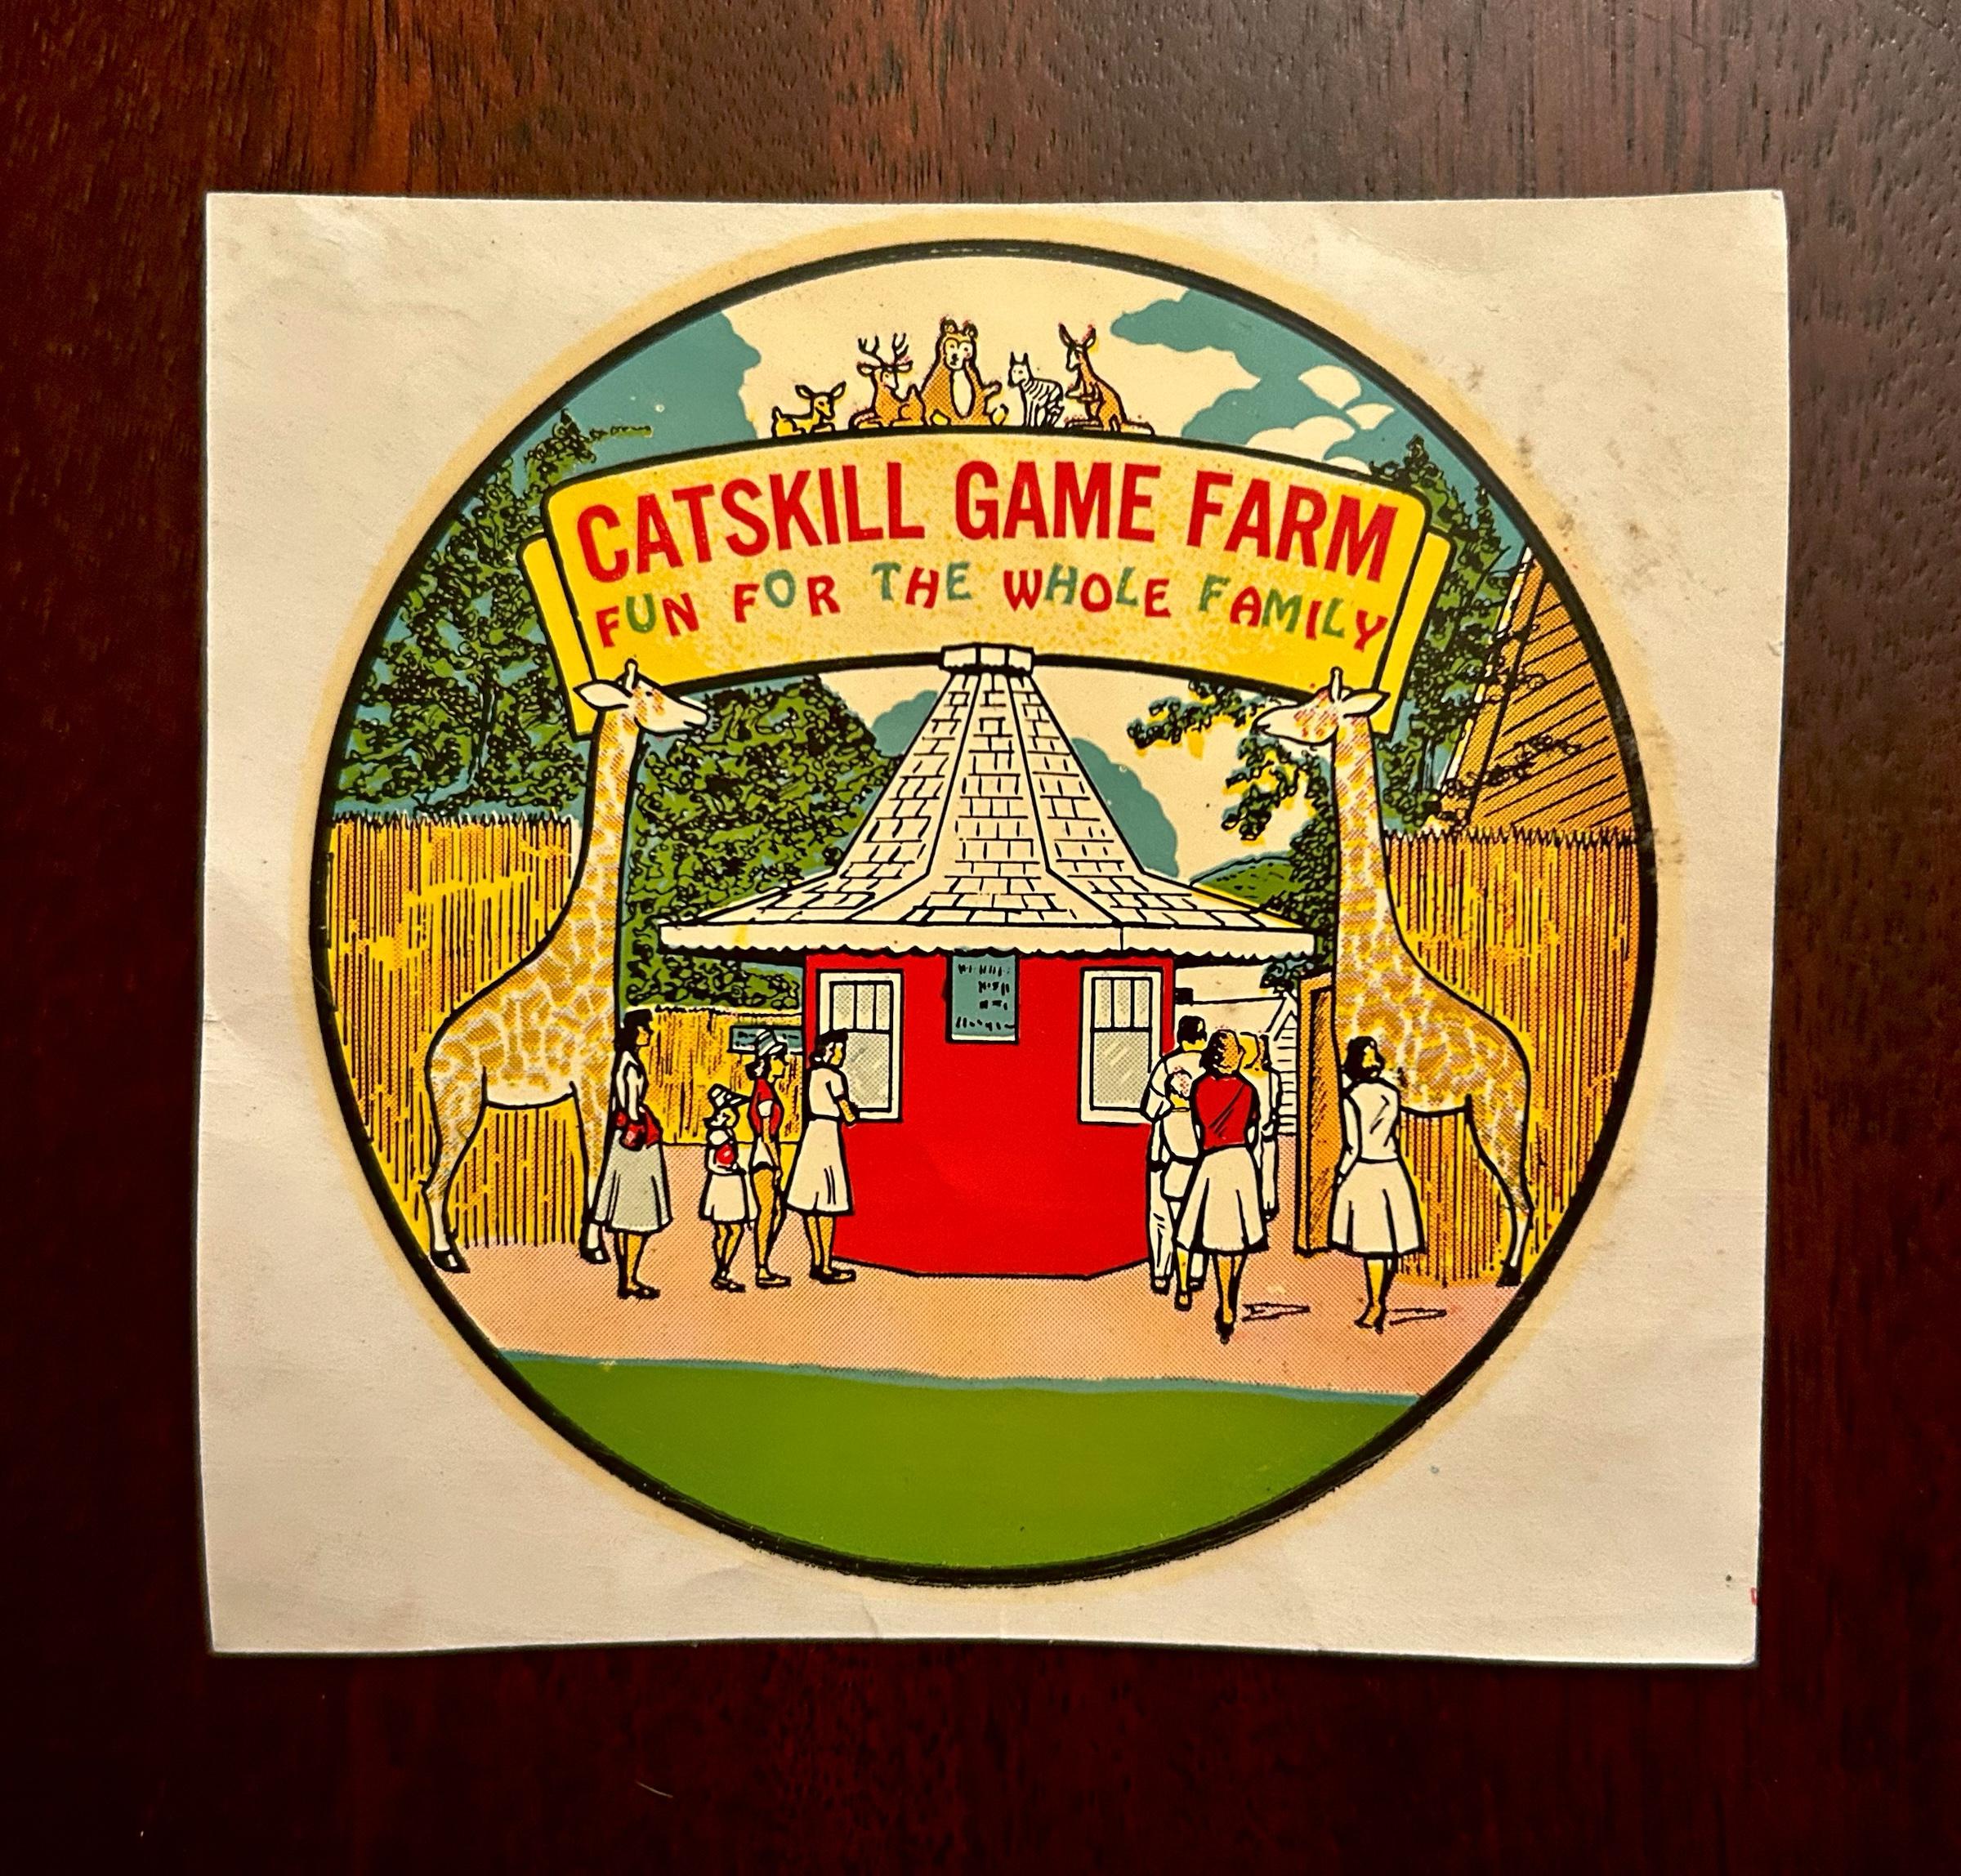 CATSKILL GAME FARM
FUN FOR THE WHOLE FAMILY